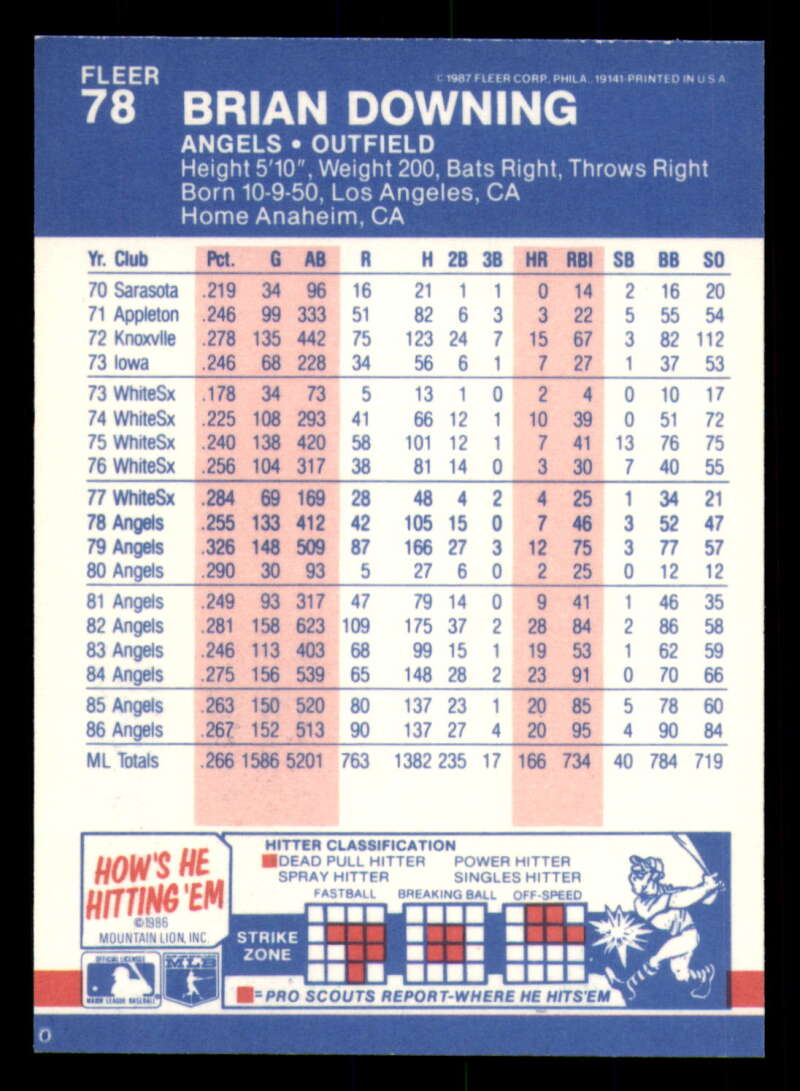 FLEER
© 1987 FLEER CORP. PHILA., 19141-PRINTED IN U S A
78 BRIAN DOWNING
ANGELS • OUTFIELD
Height 5'10", Weight 200, Bats Right, Throws Right
Born 10-9-50, Los Angeles, CA
Home Anaheim, CA
Yr. Club Pct. G AB R H 2B 3B HR RBI SB BB SO
70 Sarasota .219 34 96 16 21 1 1 0 14 2 16 20
71 Appleton .246 99 333 51 82 6 3 3 22 5 55 54
72 Knoxvlle .278 135 442 75 123 24 7 15 67 3 82 112
73 Iowa .246 68 228 34 56 6 1 7 27 1 37 53
73 WhiteSx .178 34 73 5 13 1 0 2 4 0 10 17
74 WhiteSx .225 108 293 41 66 12 1 10 39 0 51 72
75 WhiteSx .240 138 420 58 101 12 1 7 41 13 76 75
76 WhiteSx .256 104 317 38 81 14 0 3 30 7 40 55
77 WhiteSx .284 69 169 28 48 4 2 4 25 1 34 21
78 Angels .255 133 412 42 105 15 0 7 46 3 52 47
79 Angels .326 148 509 87 166 27 3 12 75 3 77 57
80 Angels .290 30 93 5 27 6 0 2 25 0 12 12
81 Angels .249 93 317 47 79 14 0 9 41 1 46 35
82 Angels .281 158 623 109 175 37 2 28 84 2 86 58
83 Angels .246 113 403 68 99 15 1 19 53 1 62 59
84 Angels .275 156 539 65 148 28 2 23 91 0 70 66
85 Angels .263 150 520 80 137 23 1 20 85 5 78 60
86 Angels .267 152 513 90 137 27 4 20 95 4 90 84
ML Totals .266 1586 5201 763 1382 235 17 166 734 40 784 719
HOW'S HE
HITTING 'EM
©1986
MOUNTAIN LION, INC.
HITTER CLASSIFICATION
DEAD PULL HITTER POWER HITTER
SPRAY HITTER SINGLES HITTER
FASTBALL BREAKING BALL OFF-SPEED
STRIKE
ZONE
=PRO SCOUTS REPORT-WHERE HE HITS'EM
OFFICIAL LICENSEE
MAJOR LEAGUE BASEBALL
MLB
0